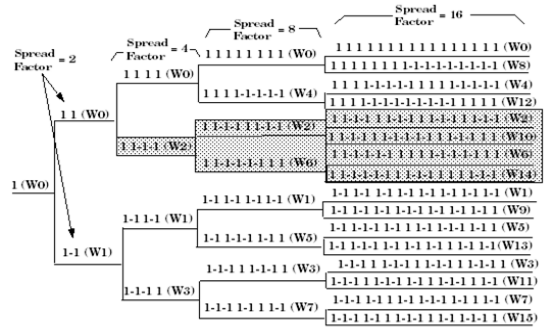 Spread
Factor = 2
1 (W0)
1 1 (W0)
1-1 (W1)
Spread
Factor = 4
1 1 1 1 (W0)
1 1-1-1 (W2)
1-1 1-1 (W1)
1-1-1 1 (W3)
Spread
Factor = 8
1 1 1 1 1 1 1 1 (W0)
1 1 1 1-1-1-1-1 (W4)
1 1-1-1 1 1-1-1 (W2)
1 1-1-1-1-1 1 1 (W6)
1-1 1-1 1-1 1-1 (W1)
1-1 1-1-1 1-1 1 (W5)
1-1-1 1 1-1-1 1 (W3)
1-1-1 1-1 1 1-1 (W7)
Spread
Factor = 16
1 1 1 1 1 1 1 1 1 1 1 1 1 1 1 1 (W0)
1 1 1 1 1 1 1 1-1-1-1-1-1-1-1-1 (W8)
1 1 1 1-1-1-1-1 1 1 1 1-1-1-1-1 (W4)
1 1 1 1-1-1-1-1-1-1-1-1 1 1 1 1 (W12)
1 1-1-1 1 1-1-1 1 1-1-1 1 1-1-1 (W2)
1 1-1-1 1 1-1-1-1-1 1 1-1-1 1 1 (W10)
1 1-1-1-1-1 1 1 1 1-1-1-1-1 1 1 (W6)
1 1-1-1-1-1 1 1-1-1 1 1 1 1-1-1 (W14)
1-1 1-1 1-1 1-1 1-1 1-1 1-1 1-1 (W1)
1-1 1-1 1-1 1-1-1 1-1 1-1 1-1 1 (W9)
1-1 1-1-1 1-1 1 1-1 1-1-1 1-1 1 (W5)
1-1 1-1-1 1-1 1-1 1-1 1 1-1 1-1 (W13)
1-1-1 1 1-1-1 1 1-1-1 1 1-1-1 1 (W3)
1-1-1 1 1-1-1 1-1 1 1-1-1 1 1-1 (W11)
1-1-1 1-1 1 1-1 1-1-1 1-1 1 1-1 (W7)
1-1-1 1-1 1 1-1-1 1 1-1 1-1-1 1 (W15)